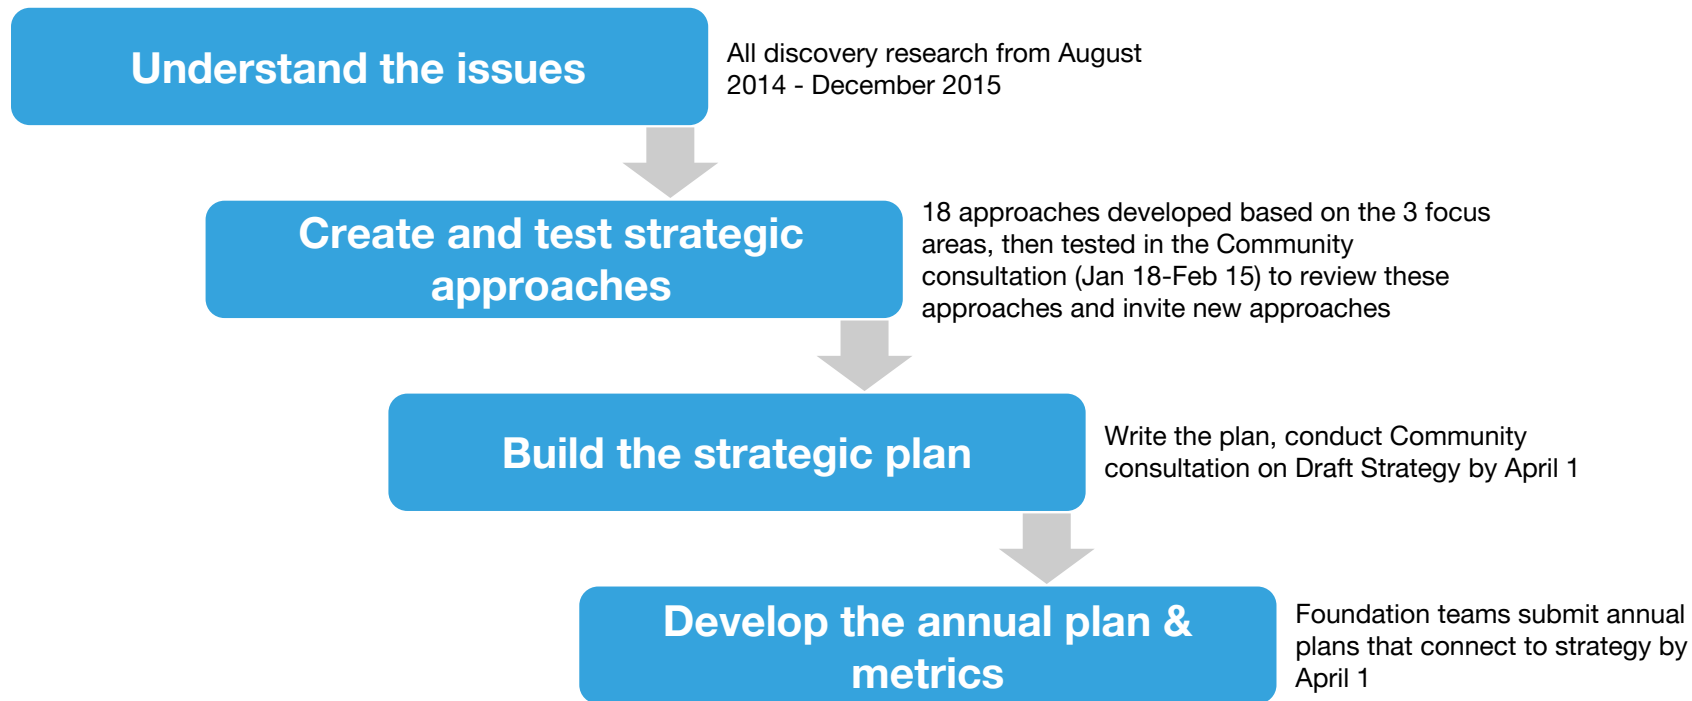 Understand the issues
All discovery research from August
2014 - December 2015
Create and test strategic
approaches
18 approaches developed based on the 3 focus
areas, then tested in the Community
consultation (Jan 18-Feb 15) to review these
approaches and invite new approaches
Build the strategic plan
Write the plan, conduct Community
consultation on Draft Strategy by April 1
Develop the annual plan &
metrics
Foundation teams submit annual
plans that connect to strategy by
April 1